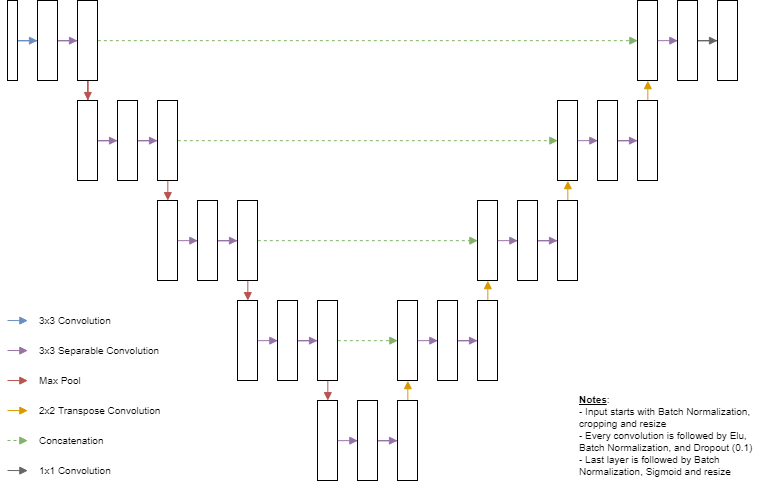 3x3 Convolution
3x3 Separable Convolution
Max Pool
2x2 Transpose Convolution
Concatenation
1x1 Convolution
Notes:
- Input starts with Batch Normalization,
cropping and resize
- Every convolution is followed by Elu,
Batch Normalization, and Dropout (0.1)
- Last layer is followed by Batch
Normalization, Sigmoid and resize